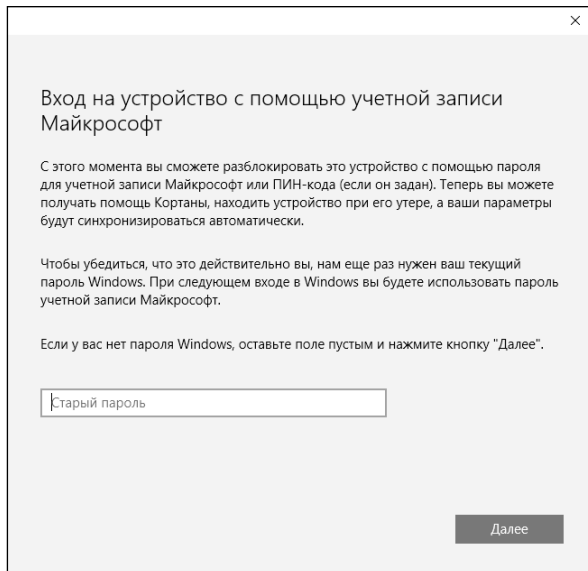 Вход на устройство с помощью учетной записи
Майкрософт
С этого момента вы сможете разблокировать это устройство с помощью пароля
для учетной записи Майкрософт или ПИН-кода (если он задан). Теперь вы можете
получать помощь Кортаны, находить устройство при его утере, а ваши параметры
будут синхронизироваться автоматически.
Чтобы убедиться, что это действительно вы, нам еще раз нужен ваш текущий
пароль Windows. При следующем входе в Windows вы будете использовать пароль
учетной записи Майкрософт.
Если у вас нет пароля Windows, оставьте поле пустым и нажмите кнопку "Далее".
Старый пароль
Далее